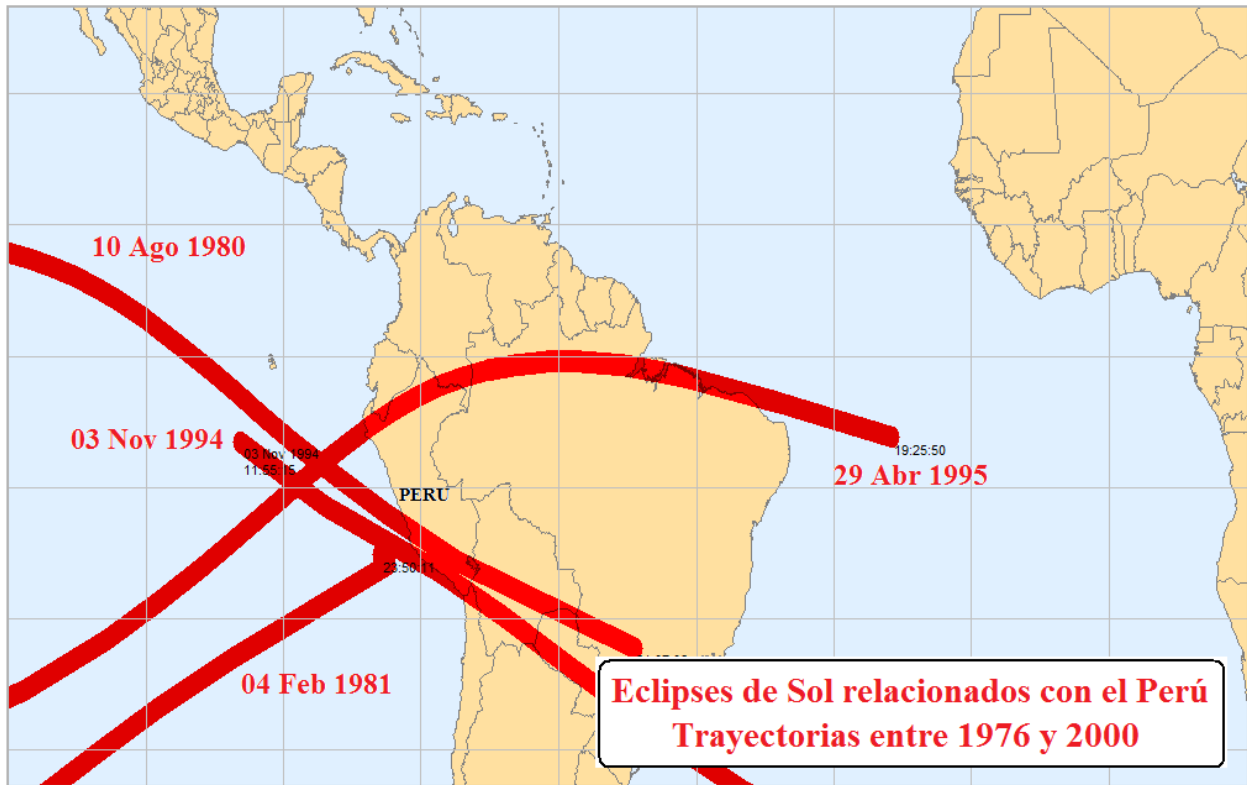 10 Ago 1980
03 Nov 1994
03 Nov 1994
11:55:15
PERÚ
19:25:50
29 Abr 1995
23:50:11
04 Feb 1981
Eclipses de Sol relacionados con el Perú
Trayectorias entre 1976 y 2000